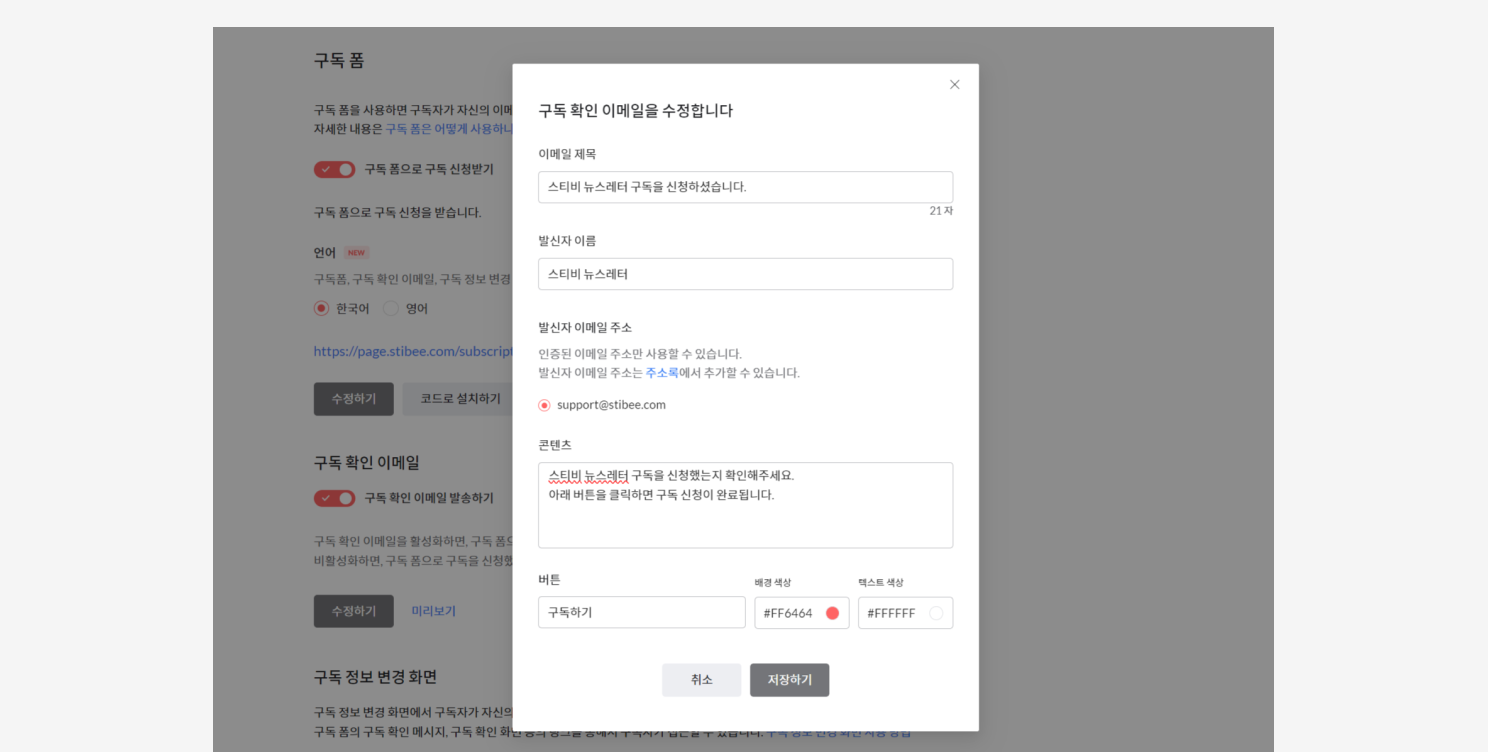 구독 폼
구독 폼을 사용하면 구독자가 자신의 이메
자세한 내용은 구독 폼은 어떻게 사용하나
구독 폼으로 구독 신청받기
구독 폼으로 구독 신청을 받습니다.
언어 NEW
구독폼, 구독 확인 이메일, 구독 정보 변경
한국어 영어
https://page.stibee.com/subscript
수정하기 코드로 설치하기
구독 확인 이메일
구독 확인 이메일 발송하기
구독 확인 이메일을 활성화하면, 구독 폼으
비활성화하면, 구독 폼으로 구독을 신청했
수정하기 미리보기
구독 정보 변경 화면
구독 정보 변경 화면에서 구독자가 자신의
구독 폼의 구독 확인 메시지, 구독 확인 화면
구독 확인 이메일을 수정합니다
이메일 제목
스티비 뉴스레터 구독을 신청하셨습니다.
21 자
발신자 이름
스티비 뉴스레터
발신자 이메일 주소
인증된 이메일 주소만 사용할 수 있습니다.
발신자 이메일 주소는 주소록에서 추가할 수 있습니다.
support@stibee.com
콘텐츠
스티비 뉴스레터 구독을 신청했는지 확인해주세요.
아래 버튼을 클릭하면 구독 신청이 완료됩니다.
버튼 배경 색상 텍스트 색상
구독하기 #FF6464 #FFFFFF
취소 저장하기